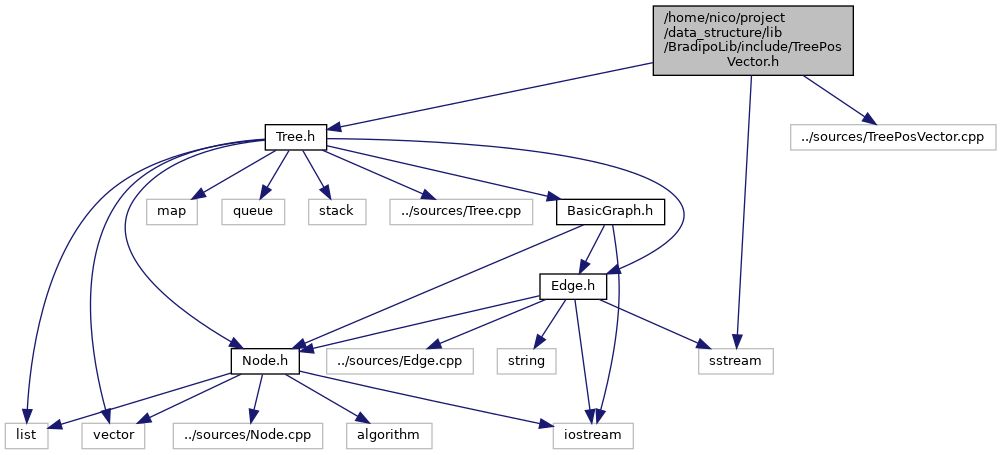 /home/nico/project
/data_structure/lib
/BradipoLib/include/TreePos
Vector.h
Tree.h
../sources/TreePosVector.cpp
map
queue
stack
../sources/Tree.cpp
BasicGraph.h
Edge.h
Node.h
../sources/Edge.cpp
string
sstream
list
vector
../sources/Node.cpp
algorithm
iostream